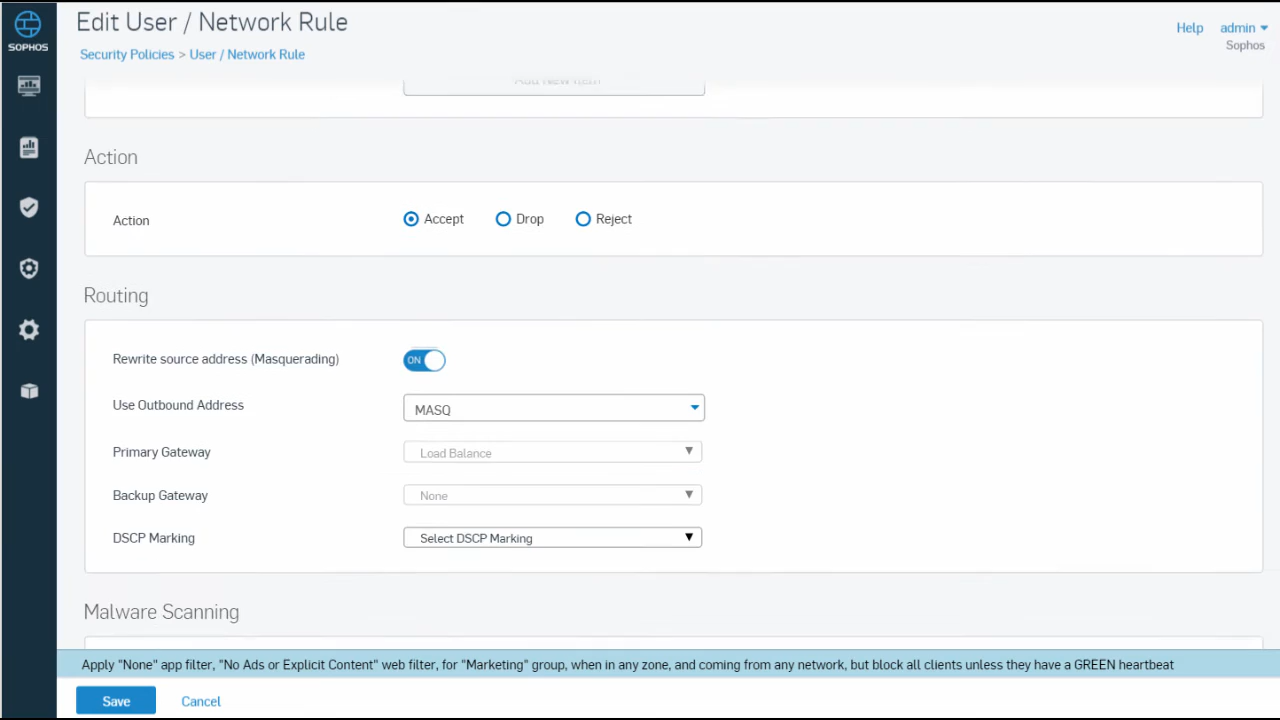 Edit User / Network Rule
Help admin
SOPHOS
Sophos
Security Policies > User / Network Rule
Add New Item
Action
Action Accept Drop Reject
Routing
Rewrite source address (Masquerading) ON
Use Outbound Address MASQ
Primary Gateway Load Balance
Backup Gateway None
DSCP Marking Select DSCP Marking
Malware Scanning
Apply "None" app filter, "No Ads or Explicit Content" web filter, for "Marketing" group, when in any zone, and coming from any network, but block all clients unless they have a GREEN heartbeat
Save Cancel